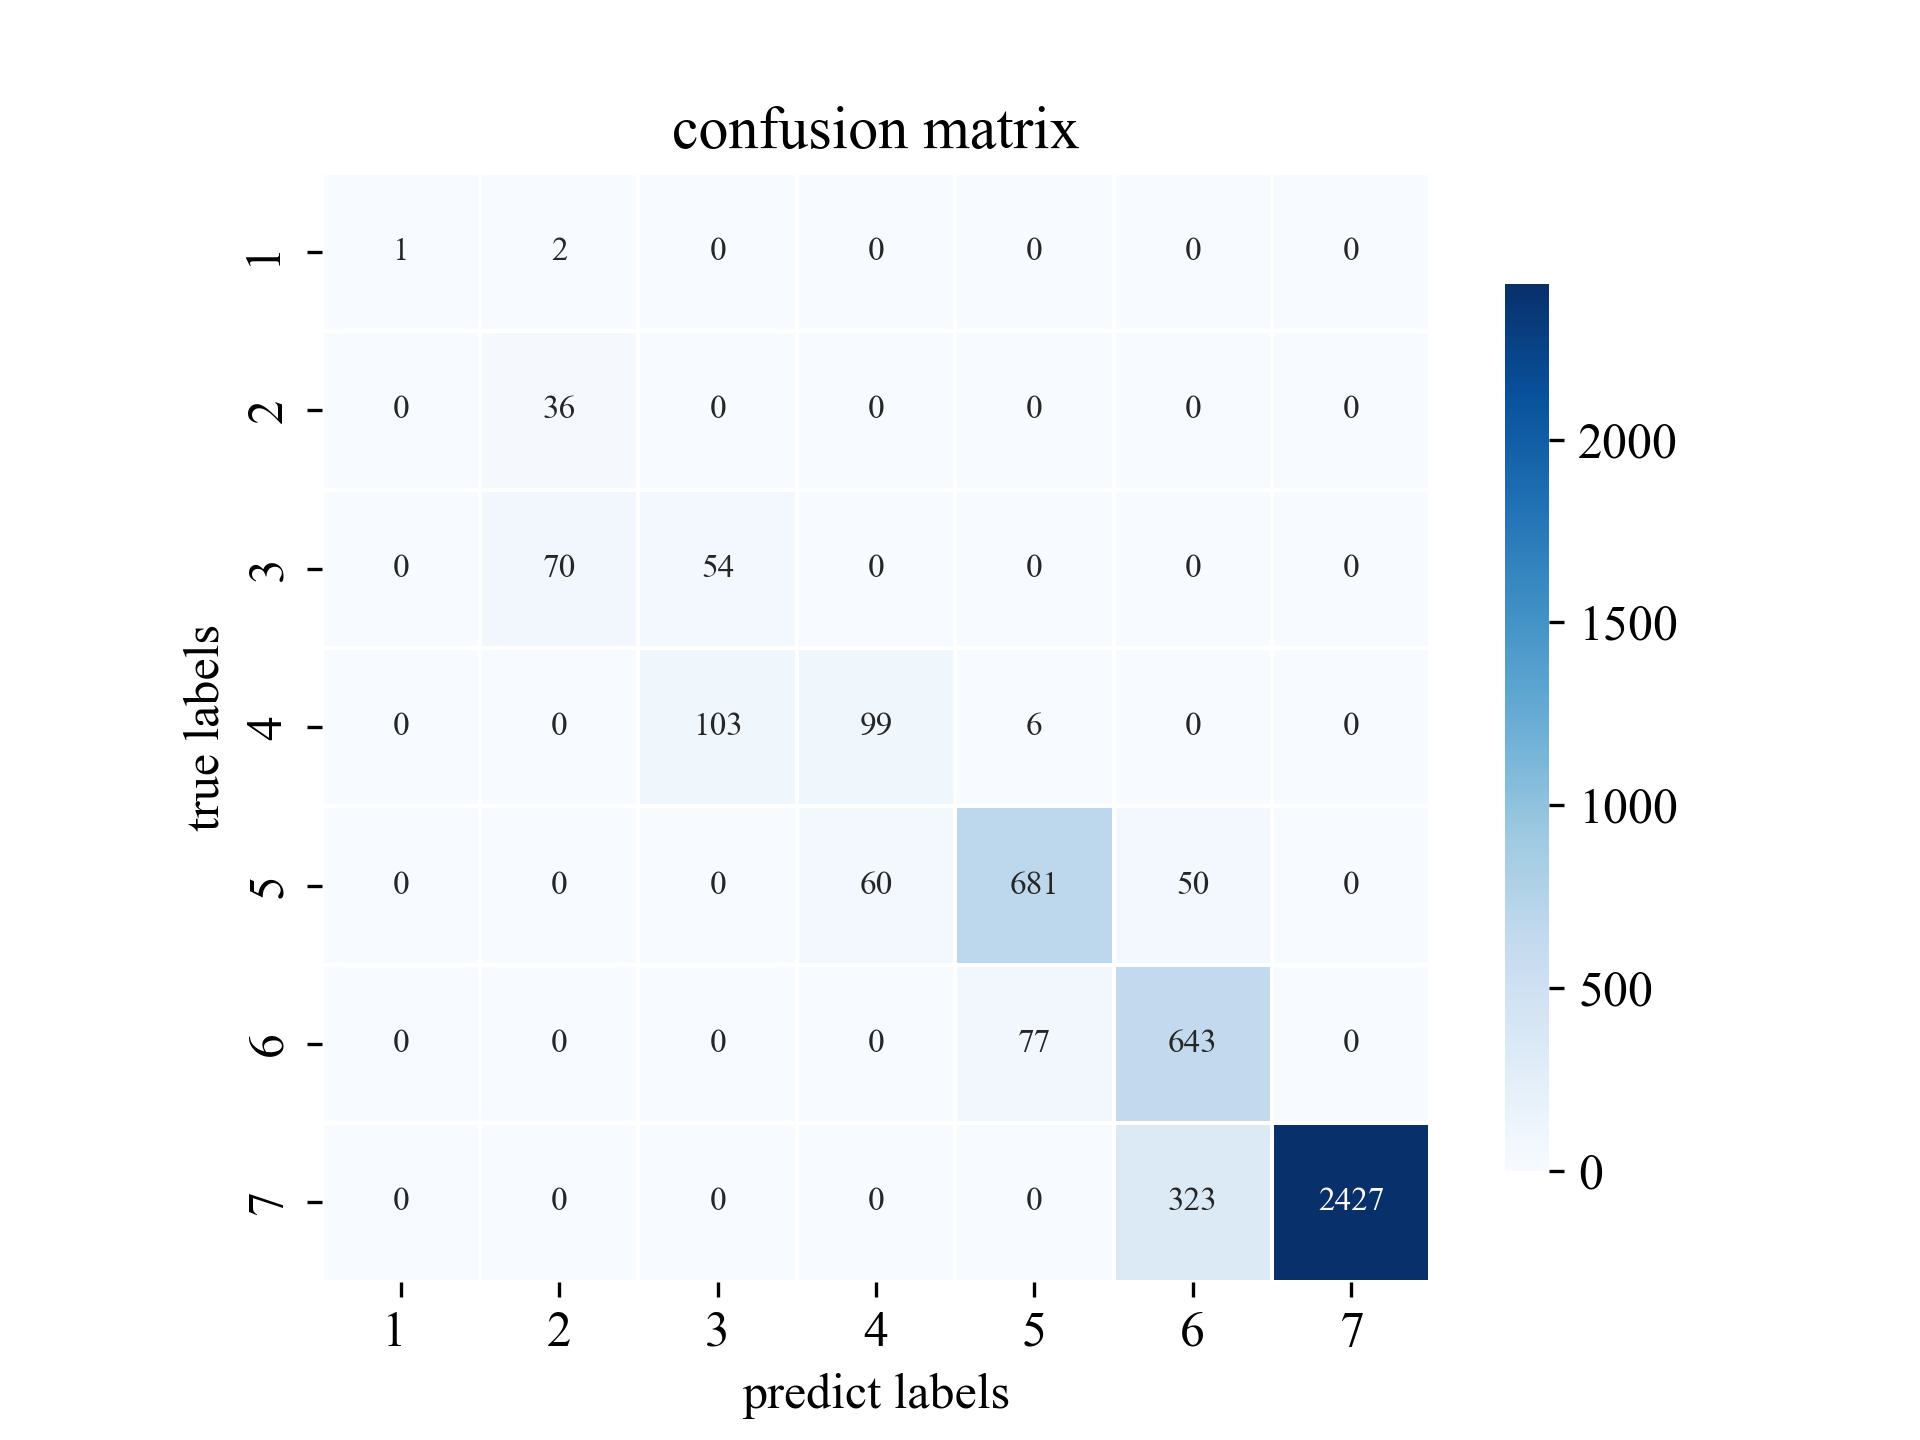 confusion matrix
true labels
1 1 2 0 0 0 0 0
2 0 36 0 0 0 0 0
3 0 70 54 0 0 0 0
4 0 0 103 99 6 0 0
5 0 0 0 60 681 50 0
6 0 0 0 0 77 643 0
7 0 0 0 0 0 323 2427
1 2 3 4 5 6 7
predict labels
2000
1500
1000
500
0